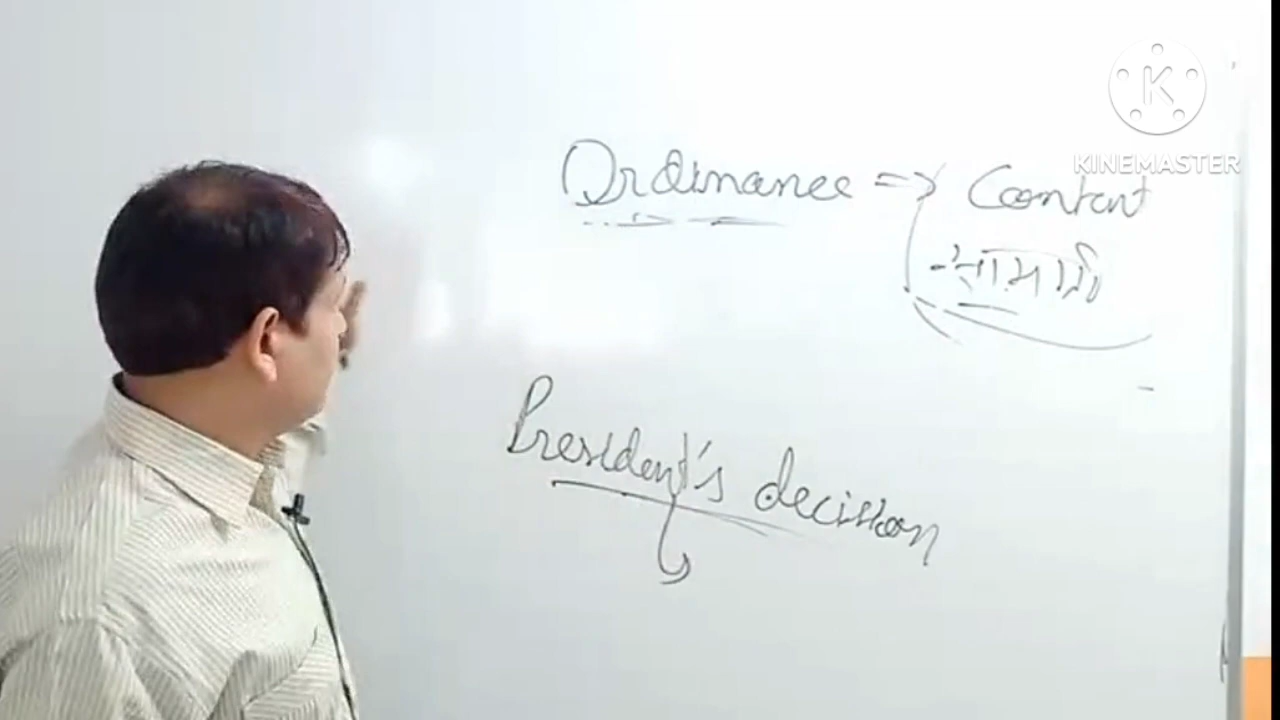 Ordinance => Content
सामग्री
President's decision
KINEMASTER